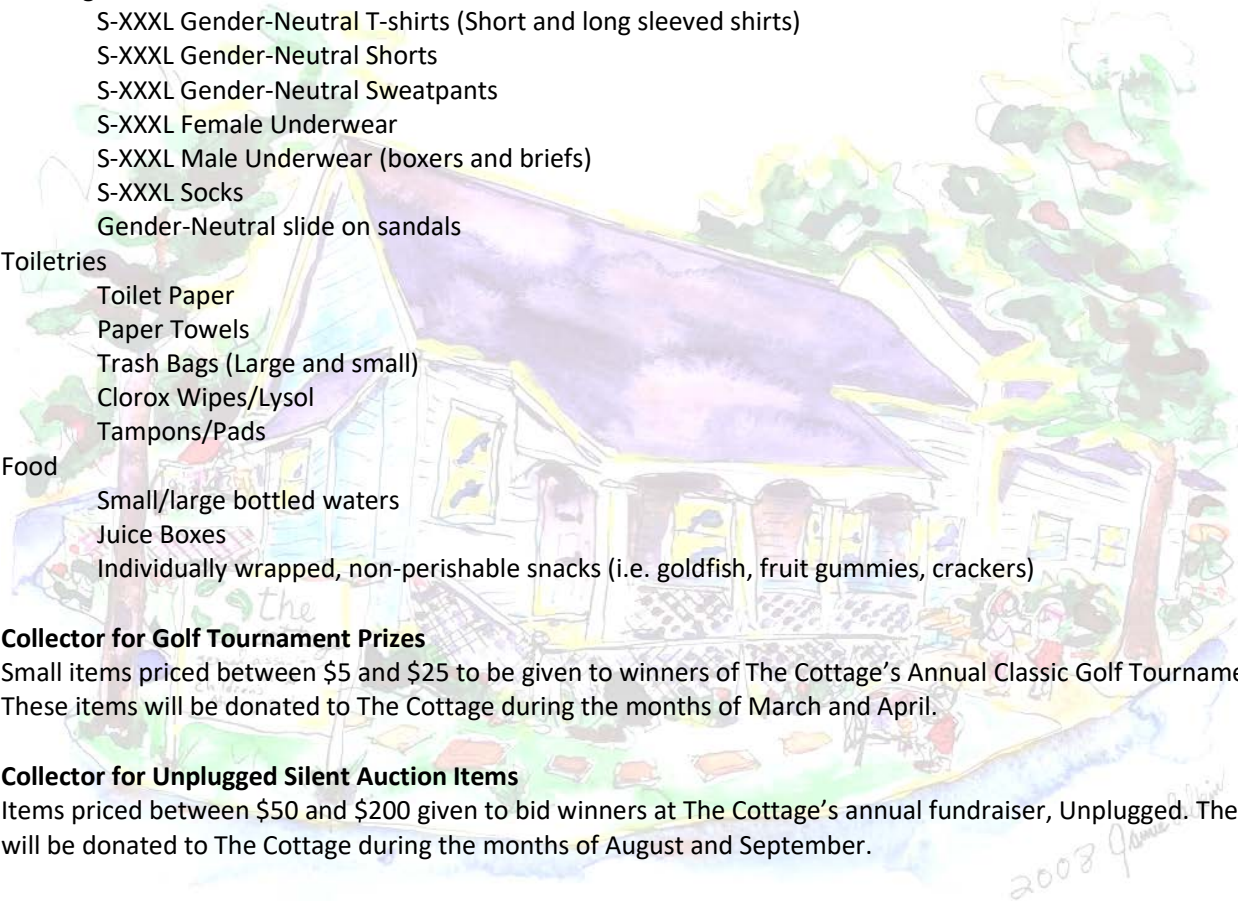 S-XXXL Gender-Neutral T-shirts (Short and long sleeved shirts)
S-XXXL Gender-Neutral Shorts
S-XXXL Gender-Neutral Sweatpants
S-XXXL Female Underwear
S-XXXL Male Underwear (boxers and briefs)
S-XXXL Socks
Gender-Neutral slide on sandals
Toiletries
Toilet Paper
Paper Towels
Trash Bags (Large and small)
Clorox Wipes/Lysol
Tampons/Pads
Food
Small/large bottled waters
Juice Boxes
Individually wrapped, non-perishable snacks (i.e. goldfish, fruit gummies, crackers)
the
Collector for Golf Tournament Prizes
Small items priced between $5 and $25 to be given to winners of The Cottage's Annual Classic Golf Tourname
These items will be donated to The Cottage during the months of March and April.
Collector for Unplugged Silent Auction Items
Items priced between $50 and $200 given to bid winners at The Cottage's annual fundraiser, Unplugged. The
will be donated to The Cottage during the months of August and September.
2008 Jamie